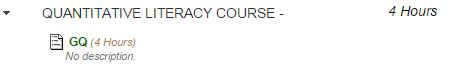 QUANTITATIVE LITERACY COURSE - 4 Hours
GQ (4 Hours)
No description.